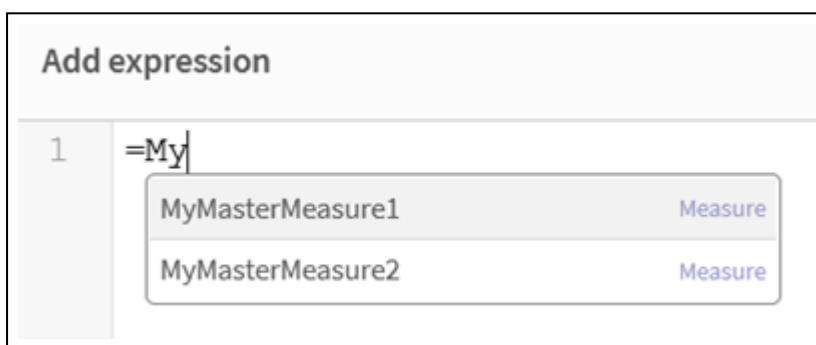 Add expression
1 =My
MyMasterMeasure1 Measure
MyMasterMeasure2 Measure